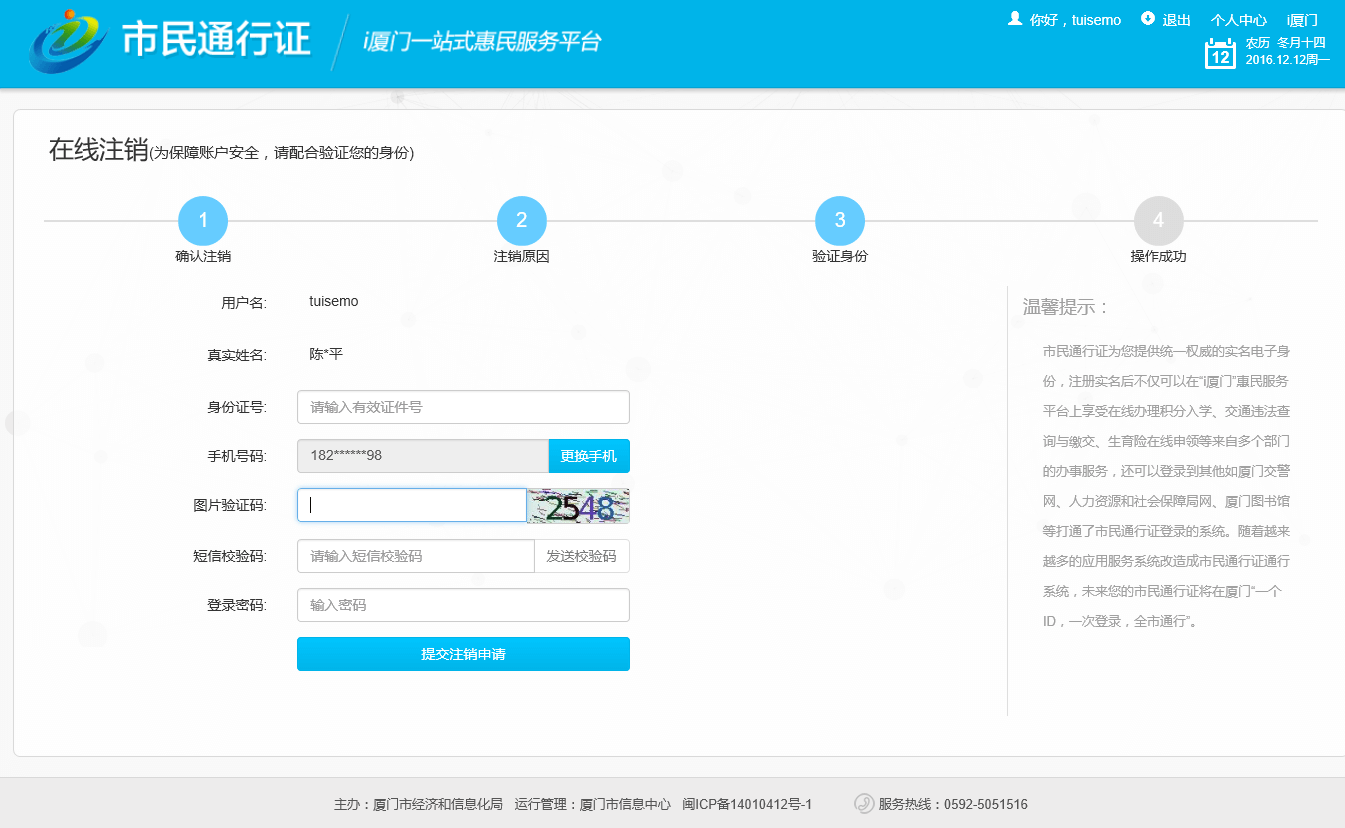 市民通行证
i厦门一站式惠民服务平台
你好，tuisemo 退出 个人中心 i厦门
12
农历 冬月十四
2016.12.12周一
在线注销(为保障账户安全，请配合验证您的身份)
1 2 3 4
确认注销 注销原因 验证身份 操作成功
用户名: tuisemo
真实姓名: 陈*平
身份证号: 请输入有效证件号
手机号码: 182******98 更换手机
图片验证码: 2548
短信校验码: 请输入短信校验码 发送校验码
登录密码: 输入密码
提交注销申请
温馨提示：
市民通行证为您提供统一权威的实名电子身
份，注册实名后不仅可以在“i厦门”惠民服务
平台上享受在线办理积分入学、交通违法查
询与缴交、生育险在线申领等来自多个部门
的办事服务，还可以登录到其他如厦门交警
网、人力资源和社会保障局网、厦门图书馆
等打通了市民通行证登录的系统。随着越来
越多的应用服务系统改造成市民通行证通行
系统，未来您的市民通行证将在厦门“一个
ID，一次登录，全市通行”。
主办：厦门市经济和信息化局 运行管理：厦门市信息中心 闽ICP备14010412号-1 服务热线：0592-5051516